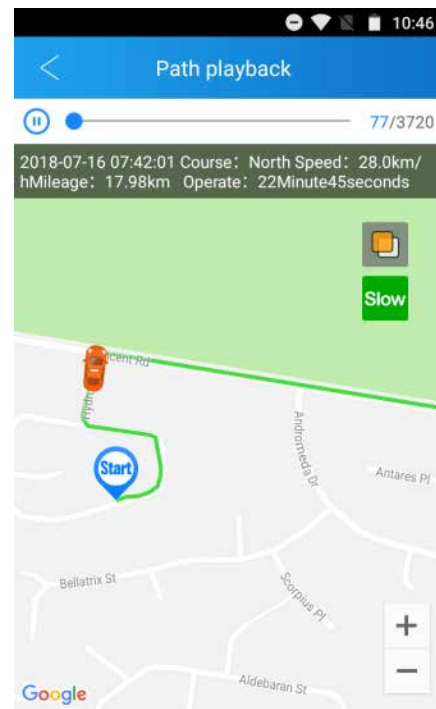 10:46
Path playback
77/3720
2018-07-16 07:42:01 Course：North Speed：28.0km/
hMileage：17.98km Operate：22Minute45seconds
Slow
cent Rd
Hydr
Start
Andromeda Dr
Antares Pl
Bellatrix St
Scorpius Pl
+
Aldebaran St
−
Google